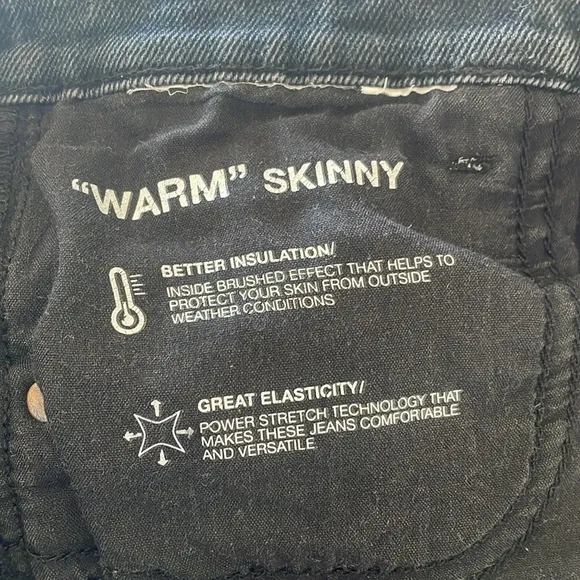 “WARM” SKINNY
BETTER INSULATION/
INSIDE BRUSHED EFFECT THAT HELPS TO
PROTECT YOUR SKIN FROM OUTSIDE
WEATHER CONDITIONS
GREAT ELASTICITY/
POWER STRETCH TECHNOLOGY THAT
MAKES THESE JEANS COMFORTABLE
AND VERSATILE